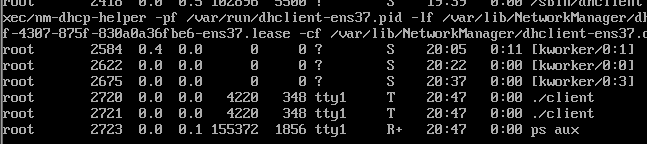 root 2418 0.0 0.5 102896 5500 ? S 19:39 0:00 /sbin/dhclient
xec/nm-dhcp-helper -pf /var/run/dhclient-ens37.pid -lf /var/lib/NetworkManager/dh
f-4307-875f-830a0a36fbe6-ens37.lease -cf /var/lib/NetworkManager/dhclient-ens37.c
root 2584 0.4 0.0 0 0 ? S 20:05 0:11 [kworker/0:1]
root 2622 0.0 0.0 0 0 ? S 20:22 0:00 [kworker/0:0]
root 2675 0.0 0.0 0 0 ? S 20:37 0:00 [kworker/0:3]
root 2720 0.0 0.0 4220 348 tty1 T 20:47 0:00 ./client
root 2721 0.0 0.0 4220 348 tty1 T 20:47 0:00 ./client
root 2723 0.0 0.1 155372 1856 tty1 R+ 20:47 0:00 ps aux